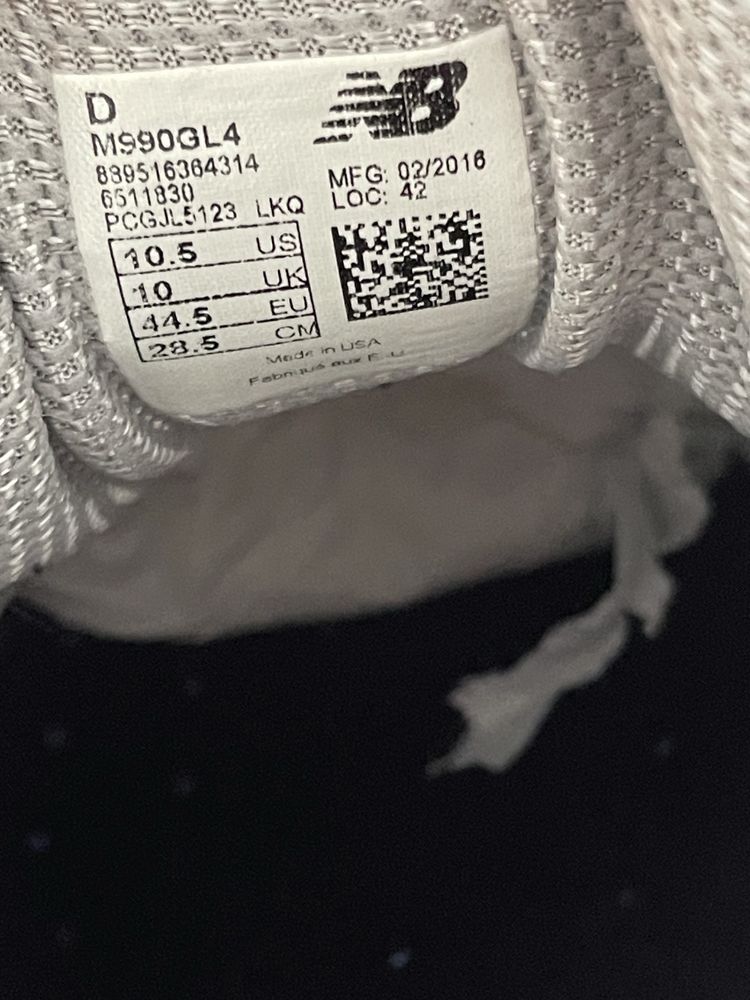 D
NB
M990GL4
889516364314
6511830
PCGJL5123 LKQ
MFG: 02/2016
LOC: 42
10.5 US
10 UK
44.5 EU
28.5 CM
Made in USA
Fabriqué aux É.-U.